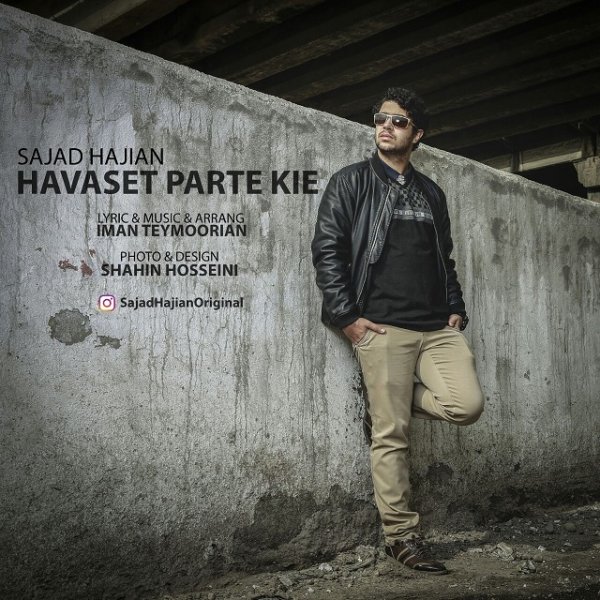 SAJAD HAJIAN
HAVASET PARTE KIE
LYRIC & MUSIC & ARRANG
IMAN TEYMOORIAN
PHOTO & DESIGN
SHAHIN HOSSEINI
SajadHajianOriginal